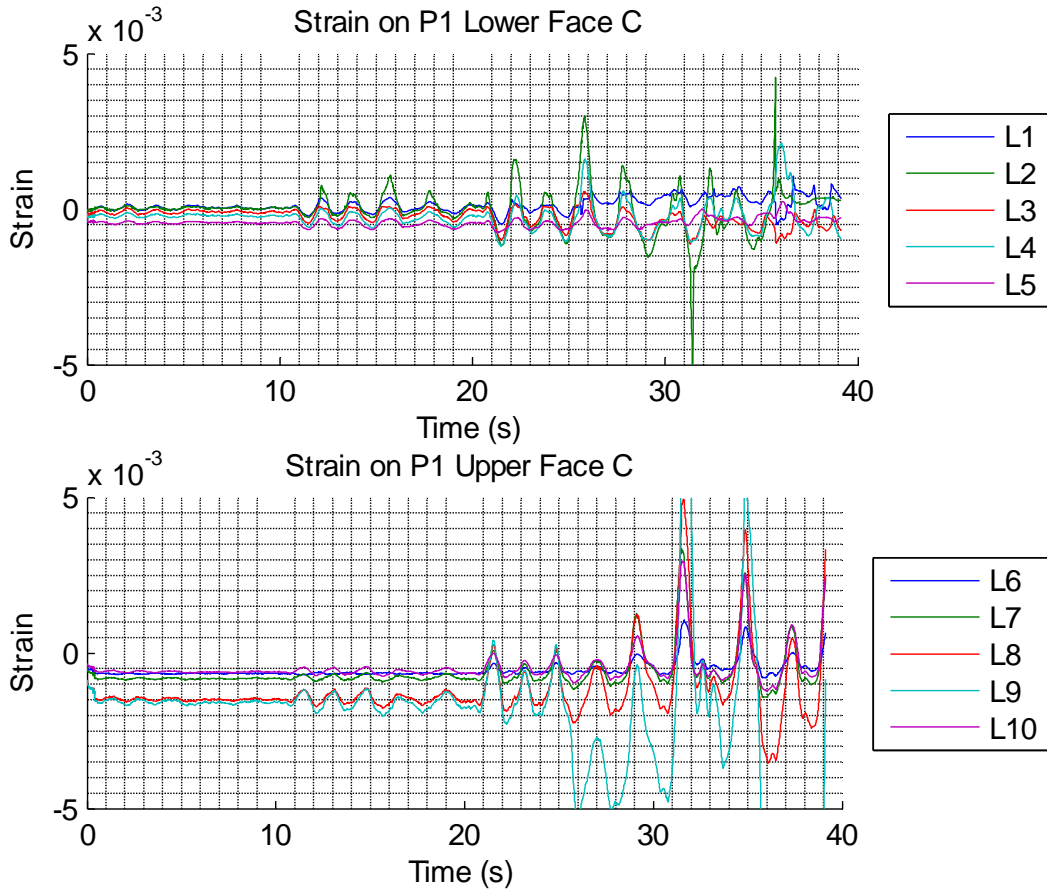 x 10-3
Strain on P1 Lower Face C
5
0
-5
Strain
0 10 20 30 40
Time (s)
L1
L2
L3
L4
L5
x 10-3
Strain on P1 Upper Face C
5
0
-5
Strain
0 10 20 30 40
Time (s)
L6
L7
L8
L9
L10